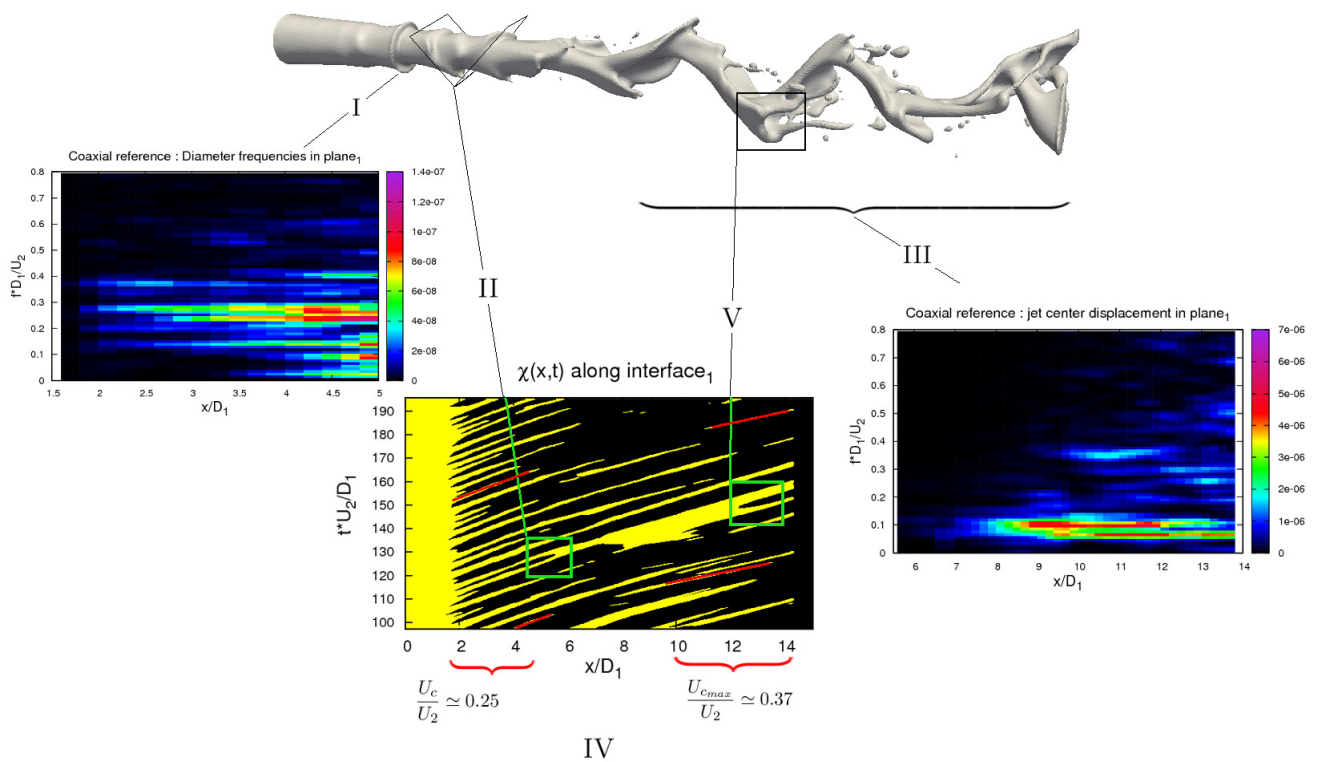 I
Coaxial reference : Diameter frequencies in plane₁
0.8
0.7
0.6
0.5
0.4
0.3
0.2
0.1
0
f*D₁/U₂
1.5 2 2.5 3 3.5 4 4.5 5
x/D₁
1.4e-07
1.2e-07
1e-07
8e-08
6e-08
4e-08
2e-08
0
II
III
V
χ(x,t) along interface₁
190
180
170
160
150
140
130
120
110
100
t*U₂/D₁
0 2 4 6 8 10 12 14
x/D₁
U_c/U₂ ≃ 0.25
U_{c_{max}}/U₂ ≃ 0.37
IV
Coaxial reference : jet center displacement in plane₁
0.8
0.7
0.6
0.5
0.4
0.3
0.2
0.1
0
f*D₁/U₂
6 7 8 9 10 11 12 13 14
x/D₁
7e-06
6e-06
5e-06
4e-06
3e-06
2e-06
1e-06
0